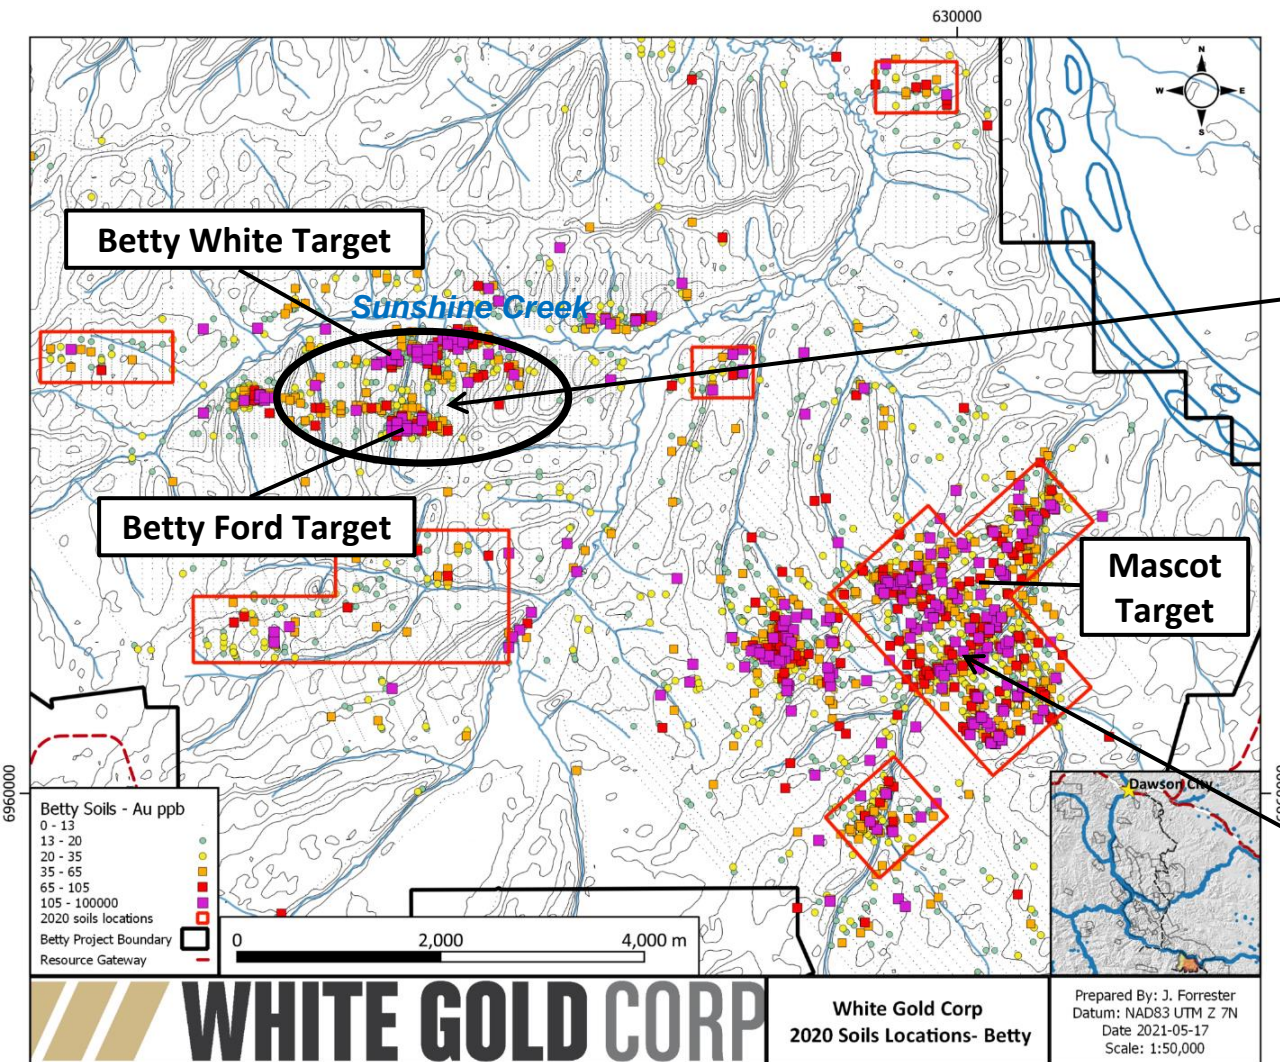 630000
N
W
E
S
Betty White Target
Sunshine Creek
Betty Ford Target
Mascot
Target
6960000
Dawson City
Betty Soils - Au ppb
0 - 13
13 - 20
20 - 35
35 - 65
65 - 105
105 - 100000
2020 soils locations
Betty Project Boundary
Resource Gateway
0
2,000
4,000 m
WHITE GOLD CORP
White Gold Corp
2020 Soils Locations- Betty
Prepared By: J. Forrester
Datum: NAD83 UTM Z 7N
Date 2021-05-17
Scale: 1:50,000